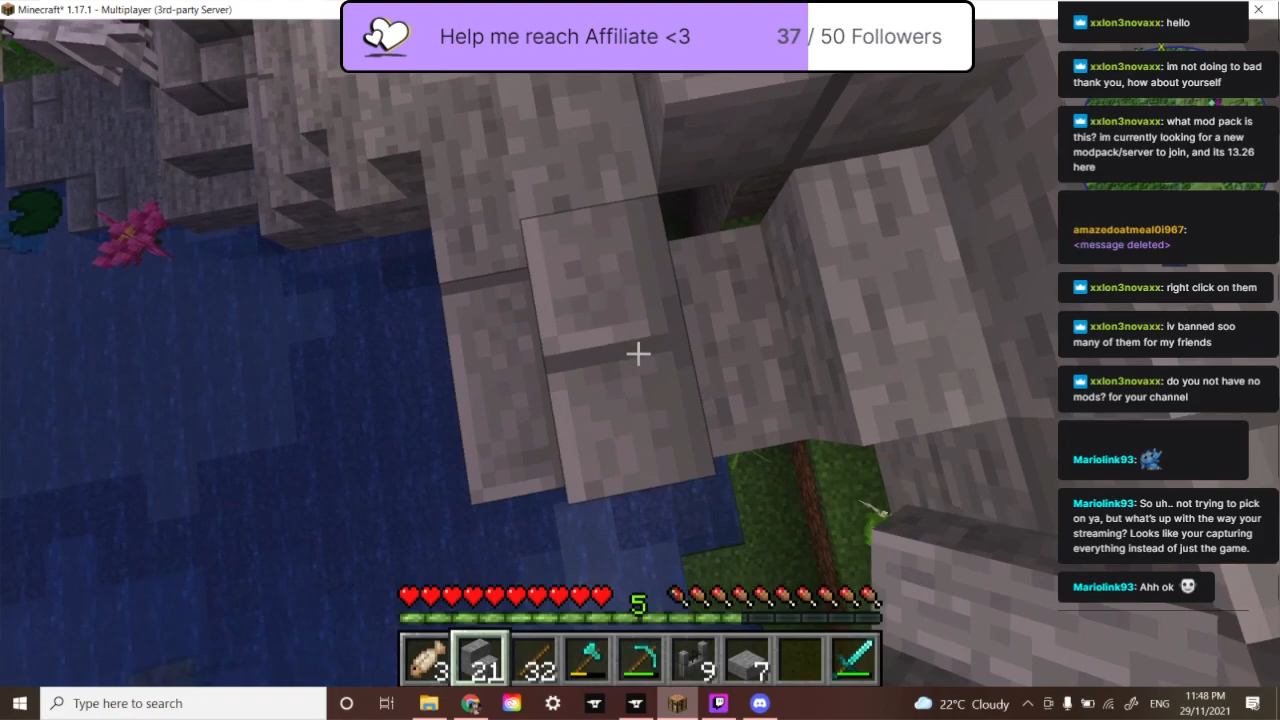 Minecraft* 1.17.1 - Multiplayer (3rd-party Server)
Help me reach Affiliate <3
37 / 50 Followers
xxlon3novaxx: hello
xxlon3novaxx: im not doing to bad
thank you, how about yourself
xxlon3novaxx: what mod pack is
this? im currently looking for a new
modpack/server to join, and its 13.26
here
amazedoatmeal0i967:
<message deleted>
xxlon3novaxx: right click on them
xxlon3novaxx: iv banned soo
many of them for my friends
xxlon3novaxx: do you not have no
mods? for your channel
Mariolink93:
Mariolink93: So uh.. not trying to pick
on ya, but what's up with the way your
streaming? Looks like your capturing
everything instead of just the game.
Mariolink93: Ahh ok
5
3
21
32
9
7
Type here to search
22°C Cloudy
ENG
11:48 PM
29/11/2021